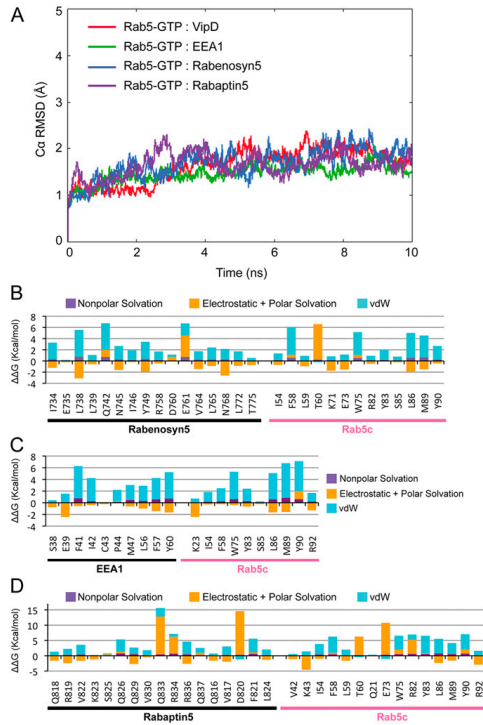 A
Rab5-GTP : VipD
Rab5-GTP : EEA1
Rab5-GTP : Rabenosyn5
Rab5-GTP : Rabaptin5
Cα RMSD (Å)
5
4
3
2
1
0
0 2 4 6 8 10
Time (ns)
B
Nonpolar Solvation Electrostatic + Polar Solvation vdW
ΔΔG (Kcal/mol)
8
6
4
2
0
-2
-4
I734 E735 L738 L739 Q742 N745 I746 Y749 R758 D760 E761 V764 L765 N768 L772 T775 I54 F58 L59 T60 K71 E73 W75 R82 Y83 S85 L86 M89 Y90
Rabenosyn5 Rab5c
C
ΔΔG (Kcal/mol)
8
6
4
2
0
-2
-4
Nonpolar Solvation
Electrostatic + Polar Solvation
vdW
S38 E39 F41 I42 C43 P44 M47 L56 F57 Y60 K23 I54 F58 W75 Y83 S85 L86 M89 Y90 R92
EEA1 Rab5c
D
Nonpolar Solvation Electrostatic + Polar Solvation vdW
ΔΔG (Kcal/mol)
15
10
5
0
-5
Q818 R819 V822 K823 S825 Q826 Q829 V830 Q833 R834 R836 Q837 Q816 V817 D820 F821 L824 V42 K43 I54 F58 L59 T60 Q21 E73 W75 R82 Y83 L86 M89 Y90 R92
Rabaptin5 Rab5c